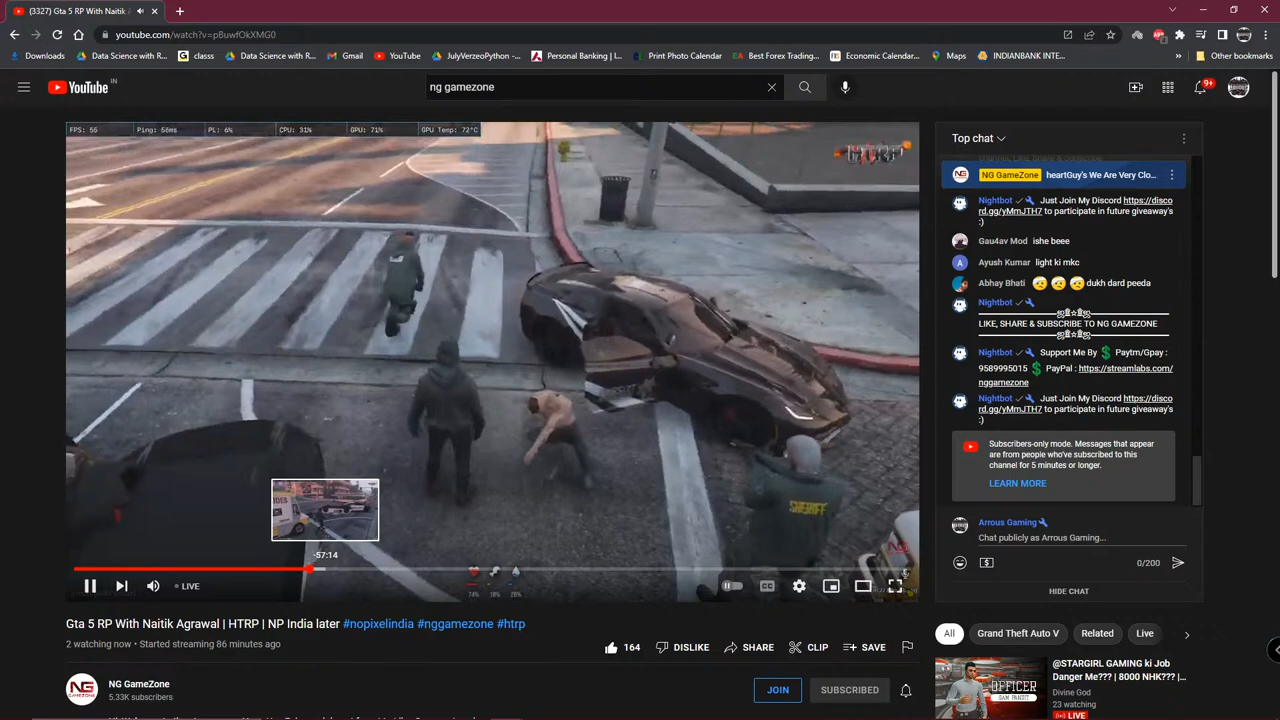 (3327) Gta 5 RP With Naitik A
youtube.com/watch?v=pBuwfOkXMG0
Downloads
Data Science with R...
classs
Data Science with R...
Gmail
YouTube
JulyVerzeoPython -...
Personal Banking | I...
Print Photo Calendar
Best Forex Trading...
Economic Calendar...
Maps
INDIANBANK INTE...
Other bookmarks
YouTube IN
ng gamezone
9+
FPS: 55 Ping: 56ms PL: 6% CPU: 31% GPU: 71% GPU Temp: 72°C
HTRP
SHERIFF
-57:14
LIVE
74% 18% 26%
Gta 5 RP With Naitik Agrawal | HTRP | NP India later #nopixelindia #nggamezone #htrp
2 watching now • Started streaming 86 minutes ago
164
DISLIKE
SHARE
CLIP
SAVE
NG GameZone
5.33K subscribers
JOIN
SUBSCRIBED
Top chat
NG GameZone heartGuy's We Are Very Clo...
Nightbot Just Join My Discord https://disco
rd.gg/yMmJTH7 to participate in future giveaway's
:)
Gau4av Mod ishe beee
Ayush Kumar light ki mkc
Abhay Bhati 🤕 🤕 🤕 dukh dard peeda
Nightbot
LIKE, SHARE & SUBSCRIBE TO NG GAMEZONE
Nightbot Support Me By 💲 Paytm/Gpay :
9589995015 💲 PayPal : https://streamlabs.com/
nggamezone
Nightbot Just Join My Discord https://disco
rd.gg/yMmJTH7 to participate in future giveaway's
:)
Subscribers-only mode. Messages that appear
are from people who've subscribed to this
channel for 5 minutes or longer.
LEARN MORE
Arrous Gaming
Chat publicly as Arrous Gaming...
0/200
HIDE CHAT
All
Grand Theft Auto V
Related
Live
OFFICER
SAM PANDIT
@STARGIRL GAMING ki Job
Danger Me??? | 8000 NHK??? |...
Divine God
23 watching
LIVE